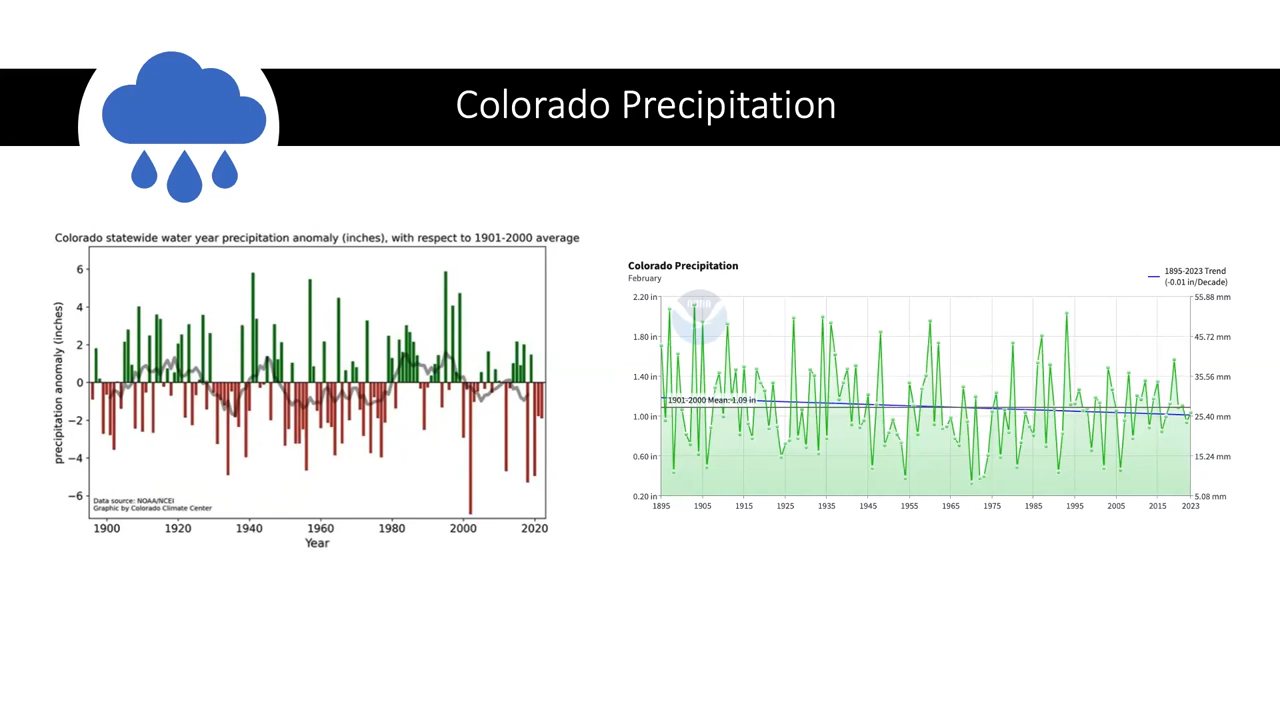 Colorado Precipitation
Colorado statewide water year precipitation anomaly (inches), with respect to 1901-2000 average
precipitation anomaly (inches)
6
4
2
0
−2
−4
−6
Data source: NOAA/NCEI
Graphic by Colorado Climate Center
1900
1920
1940
1960
1980
2000
2020
Year
Colorado Precipitation
February
1895-2023 Trend
(-0.01 in/Decade)
2.20 in
1.80 in
1.40 in
1.00 in
0.60 in
0.20 in
1901-2000 Mean: 1.09 in
55.88 mm
45.72 mm
35.56 mm
25.40 mm
15.24 mm
5.08 mm
1895
1905
1915
1925
1935
1945
1955
1965
1975
1985
1995
2005
2015
2023